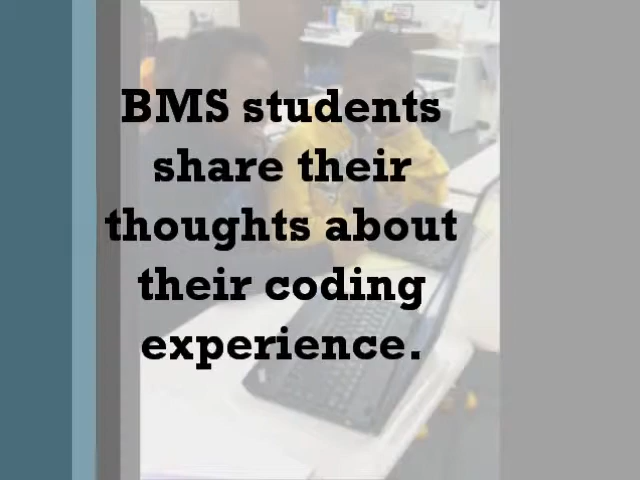 BMS students
share their
thoughts about
their coding
experience.